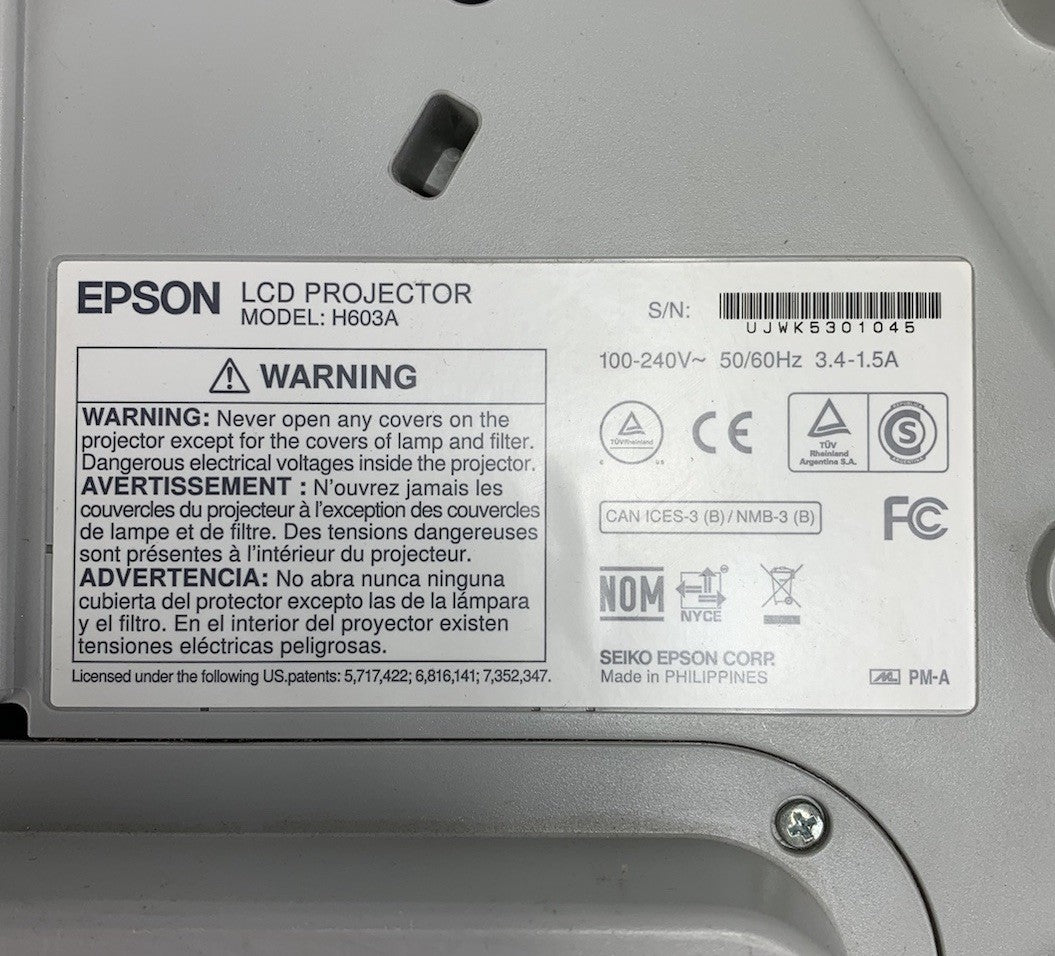 EPSON LCD PROJECTOR
MODEL: H603A
S/N:
UJWK5301045
100-240V~ 50/60Hz 3.4-1.5A
WARNING
WARNING: Never open any covers on the
projector except for the covers of lamp and filter.
Dangerous electrical voltages inside the projector.
AVERTISSEMENT : N'ouvrez jamais les
couvercles du projecteur à l'exception des couvercles
de lampe et de filtre. Des tensions dangereuses
sont présentes à l'intérieur du projecteur.
ADVERTENCIA: No abra nunca ninguna
cubierta del protector excepto las de la lámpara
y el filtro. En el interior del proyector existen
tensiones eléctricas peligrosas.
Licensed under the following US.patents: 5,717,422; 6,816,141; 7,352,347.
TÜVRheinland
C US
CE
TÜV
Rheinland
Argentina S.A.
REPUBLICA
S
ARGENTINA
CAN ICES-3 (B) / NMB-3 (B)
FC
NOM
NYCE
SEIKO EPSON CORP.
Made in PHILIPPINES
PM-A